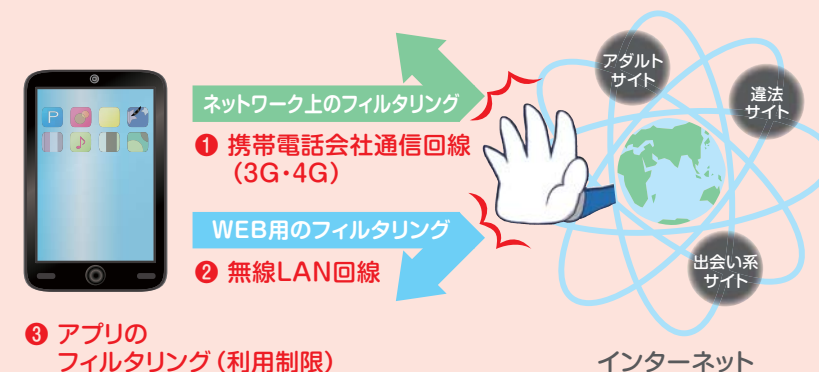 ネットワーク上のフィルタリング
❶ 携帯電話会社通信回線
（3G・4G）
WEB用のフィルタリング
❷ 無線LAN回線
❸ アプリの
フィルタリング（利用制限）
アダルト
サイト
違法
サイト
出会い系
サイト
インターネット
P